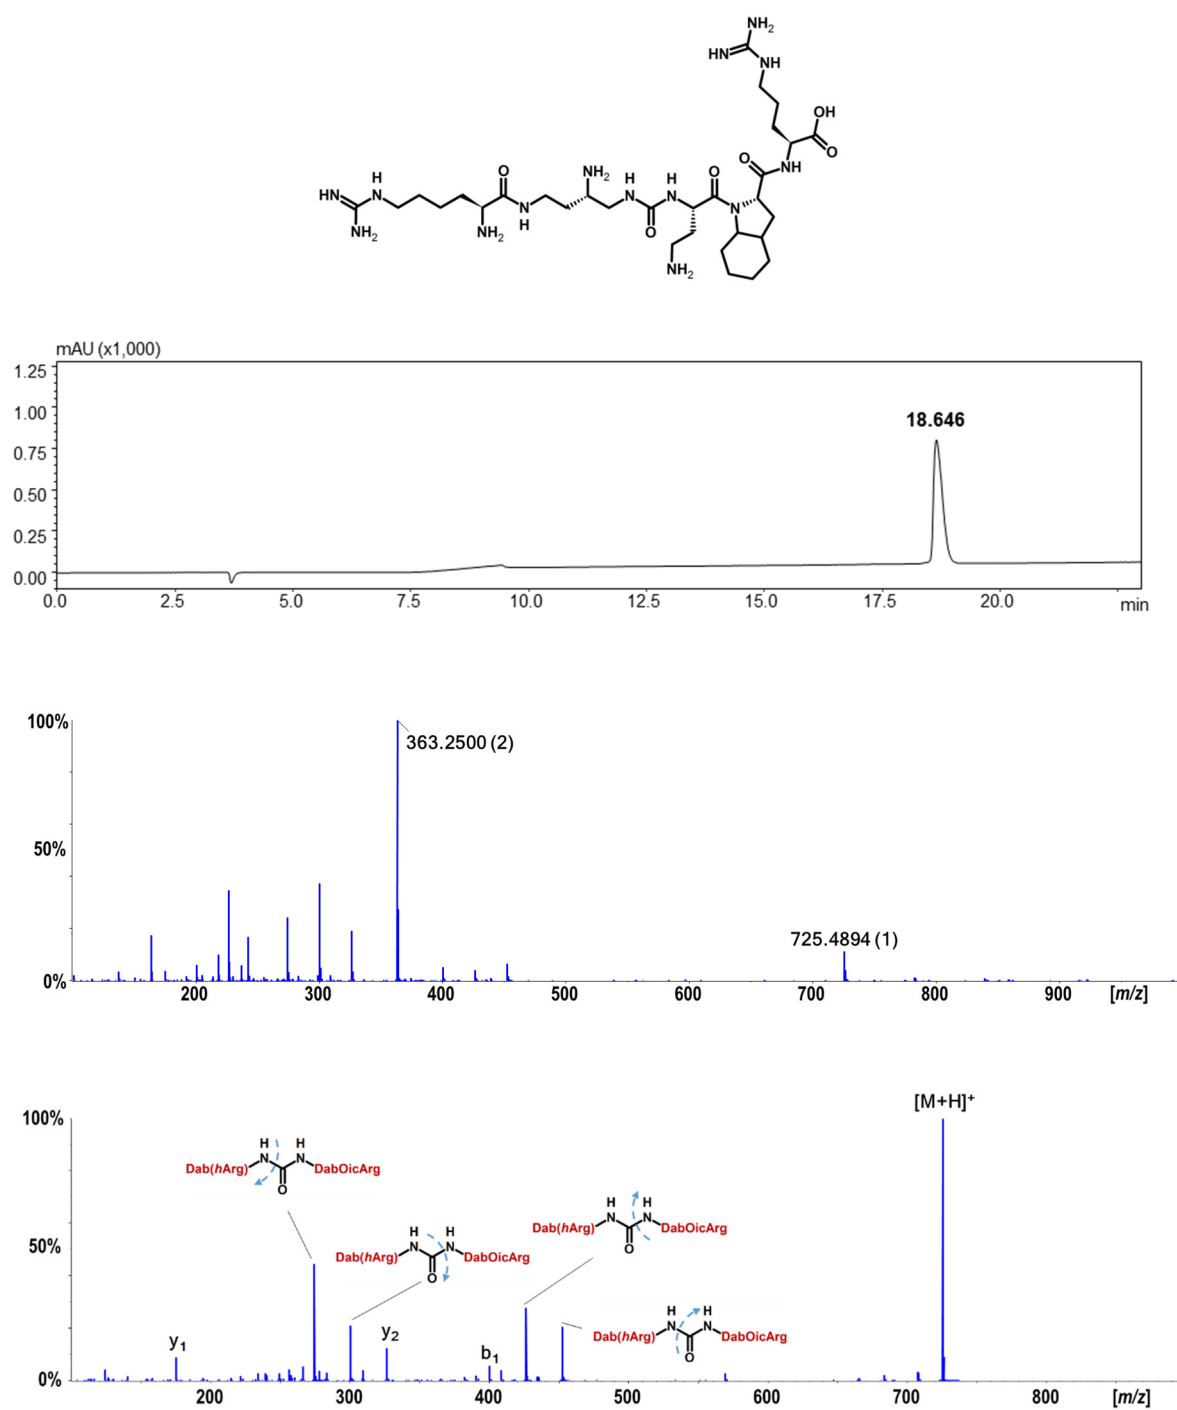 NH₂
HN
NH
OH
O
NH
O
NH₂
O
H
HN
N
O
N
H
NH₂
NH₂
H
N
H
N
O
O
N
NH₂
mAU (x1,000)
1.25
1.00
0.75
0.50
0.25
0.00
18.646
0.0 2.5 5.0 7.5 10.0 12.5 15.0 17.5 20.0 min
100%
50%
0%
363.2500 (2)
725.4894 (1)
200 300 400 500 600 700 800 900 [m/z]
100%
50%
0%
[M+H]⁺
H H
Dab(hArg) N N DabOicArg
O
H H
Dab(hArg) N N DabOicArg
O
H H
Dab(hArg) N N DabOicArg
O
H H
Dab(hArg) N N DabOicArg
O
y₁
y₂
b₁
200 300 400 500 600 700 800 [m/z]